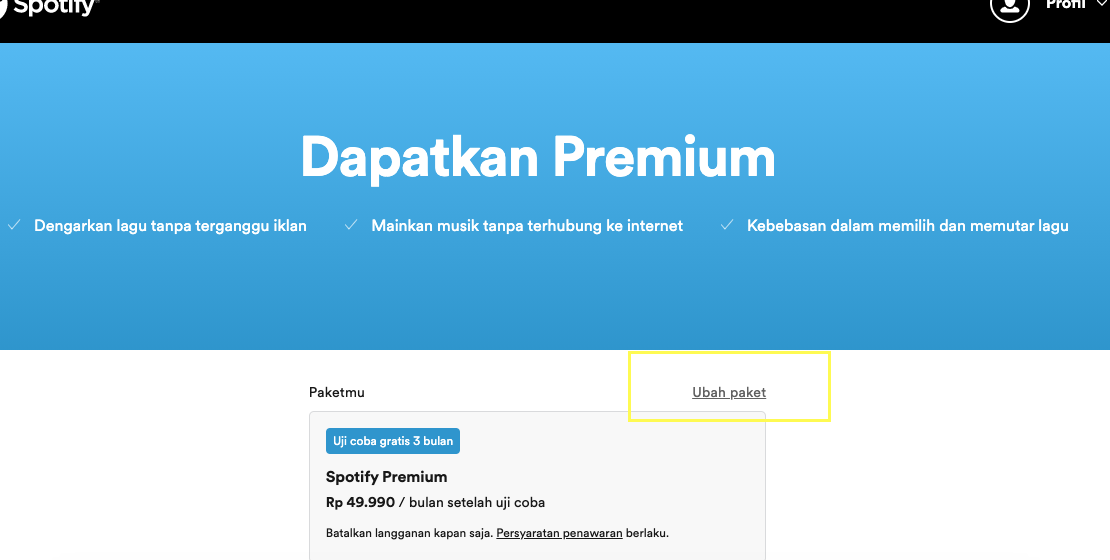 Spotify
Profil
Dapatkan Premium
Dengarkan lagu tanpa terganggu iklan
Mainkan musik tanpa terhubung ke internet
Kebebasan dalam memilih dan memutar lagu
Paketmu
Ubah paket
Uji coba gratis 3 bulan
Spotify Premium
Rp 49.990 / bulan setelah uji coba
Batalkan langganan kapan saja. Persyaratan penawaran berlaku.